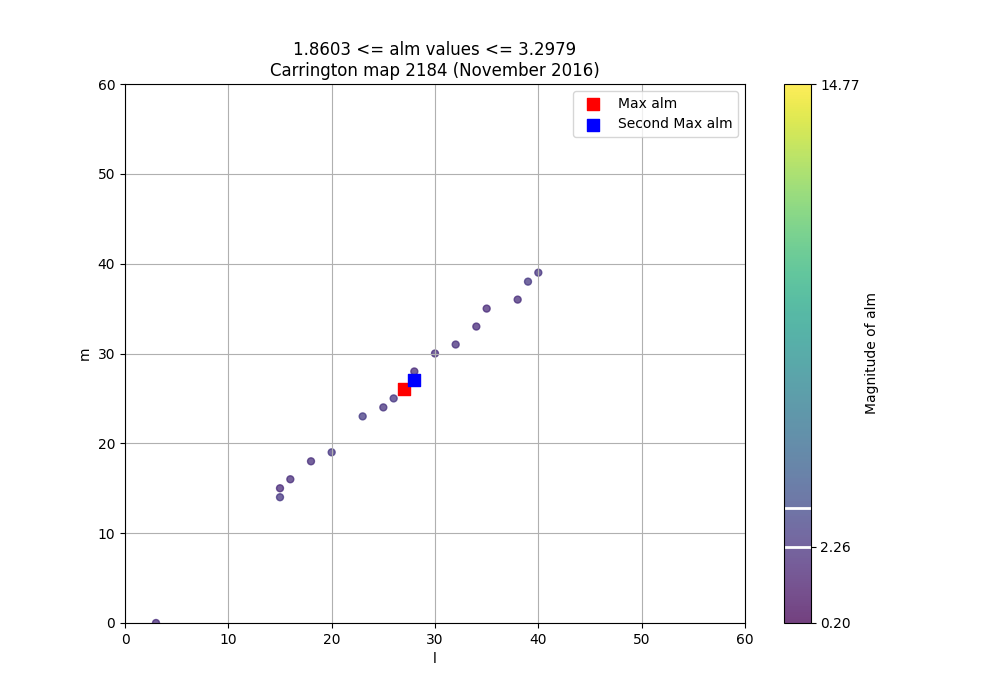 1.8603 <= alm values <= 3.2979
Carrington map 2184 (November 2016)
Max alm
Second Max alm
60
50
40
30
20
10
0
m
0 10 20 30 40 50 60
l
14.77
2.26
0.20
Magnitude of alm